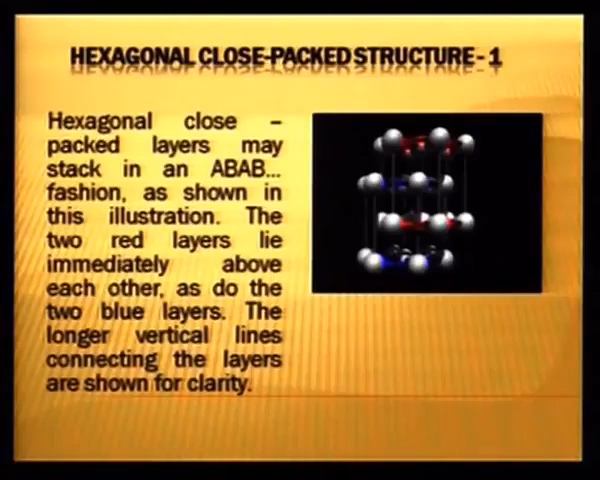 HEXAGONAL CLOSE-PACKED STRUCTURE - 1
Hexagonal close –
packed layers may
stack in an ABAB...
fashion, as shown in
this illustration. The
two red layers lie
immediately above
each other, as do the
two blue layers. The
longer vertical lines
connecting the layers
are shown for clarity.